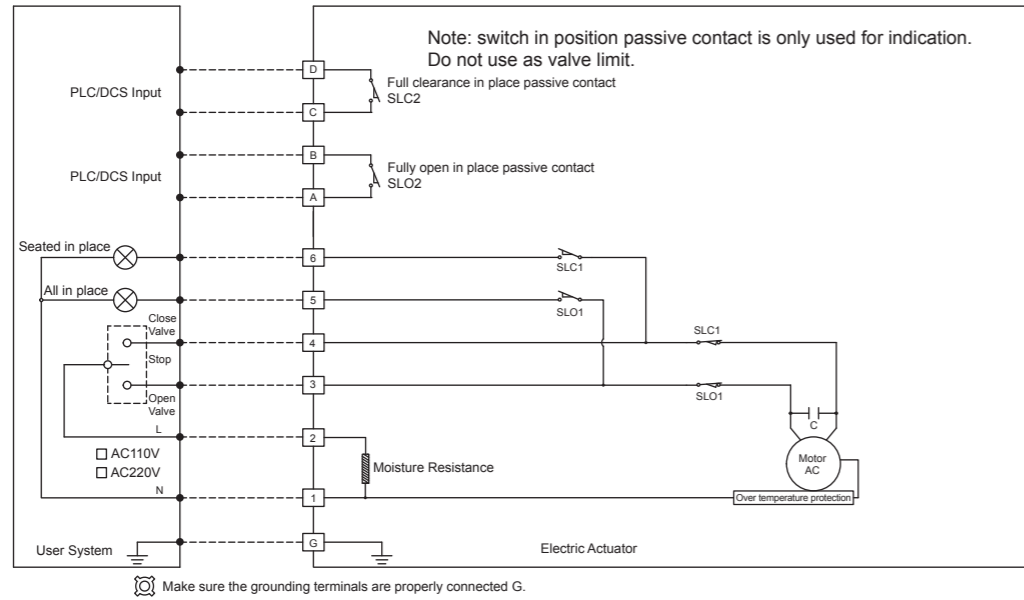 Note: switch in position passive contact is only used for indication.
Do not use as valve limit.
D
Full clearance in place passive contact
PLC/DCS Input
SLC2
C
B
Fully open in place passive contact
PLC/DCS Input
SLO2
A
Seated in place
6
SLC1
All in place
5
SLO1
Close
Valve
4
SLC1
Stop
3
SLO1
Open
Valve
C
L
2
AC110V
Motor
AC
Moisture Resistance
AC220V
N
1
Over temperature protection
User System
G
Electric Actuator
Make sure the grounding terminals are properly connected G.